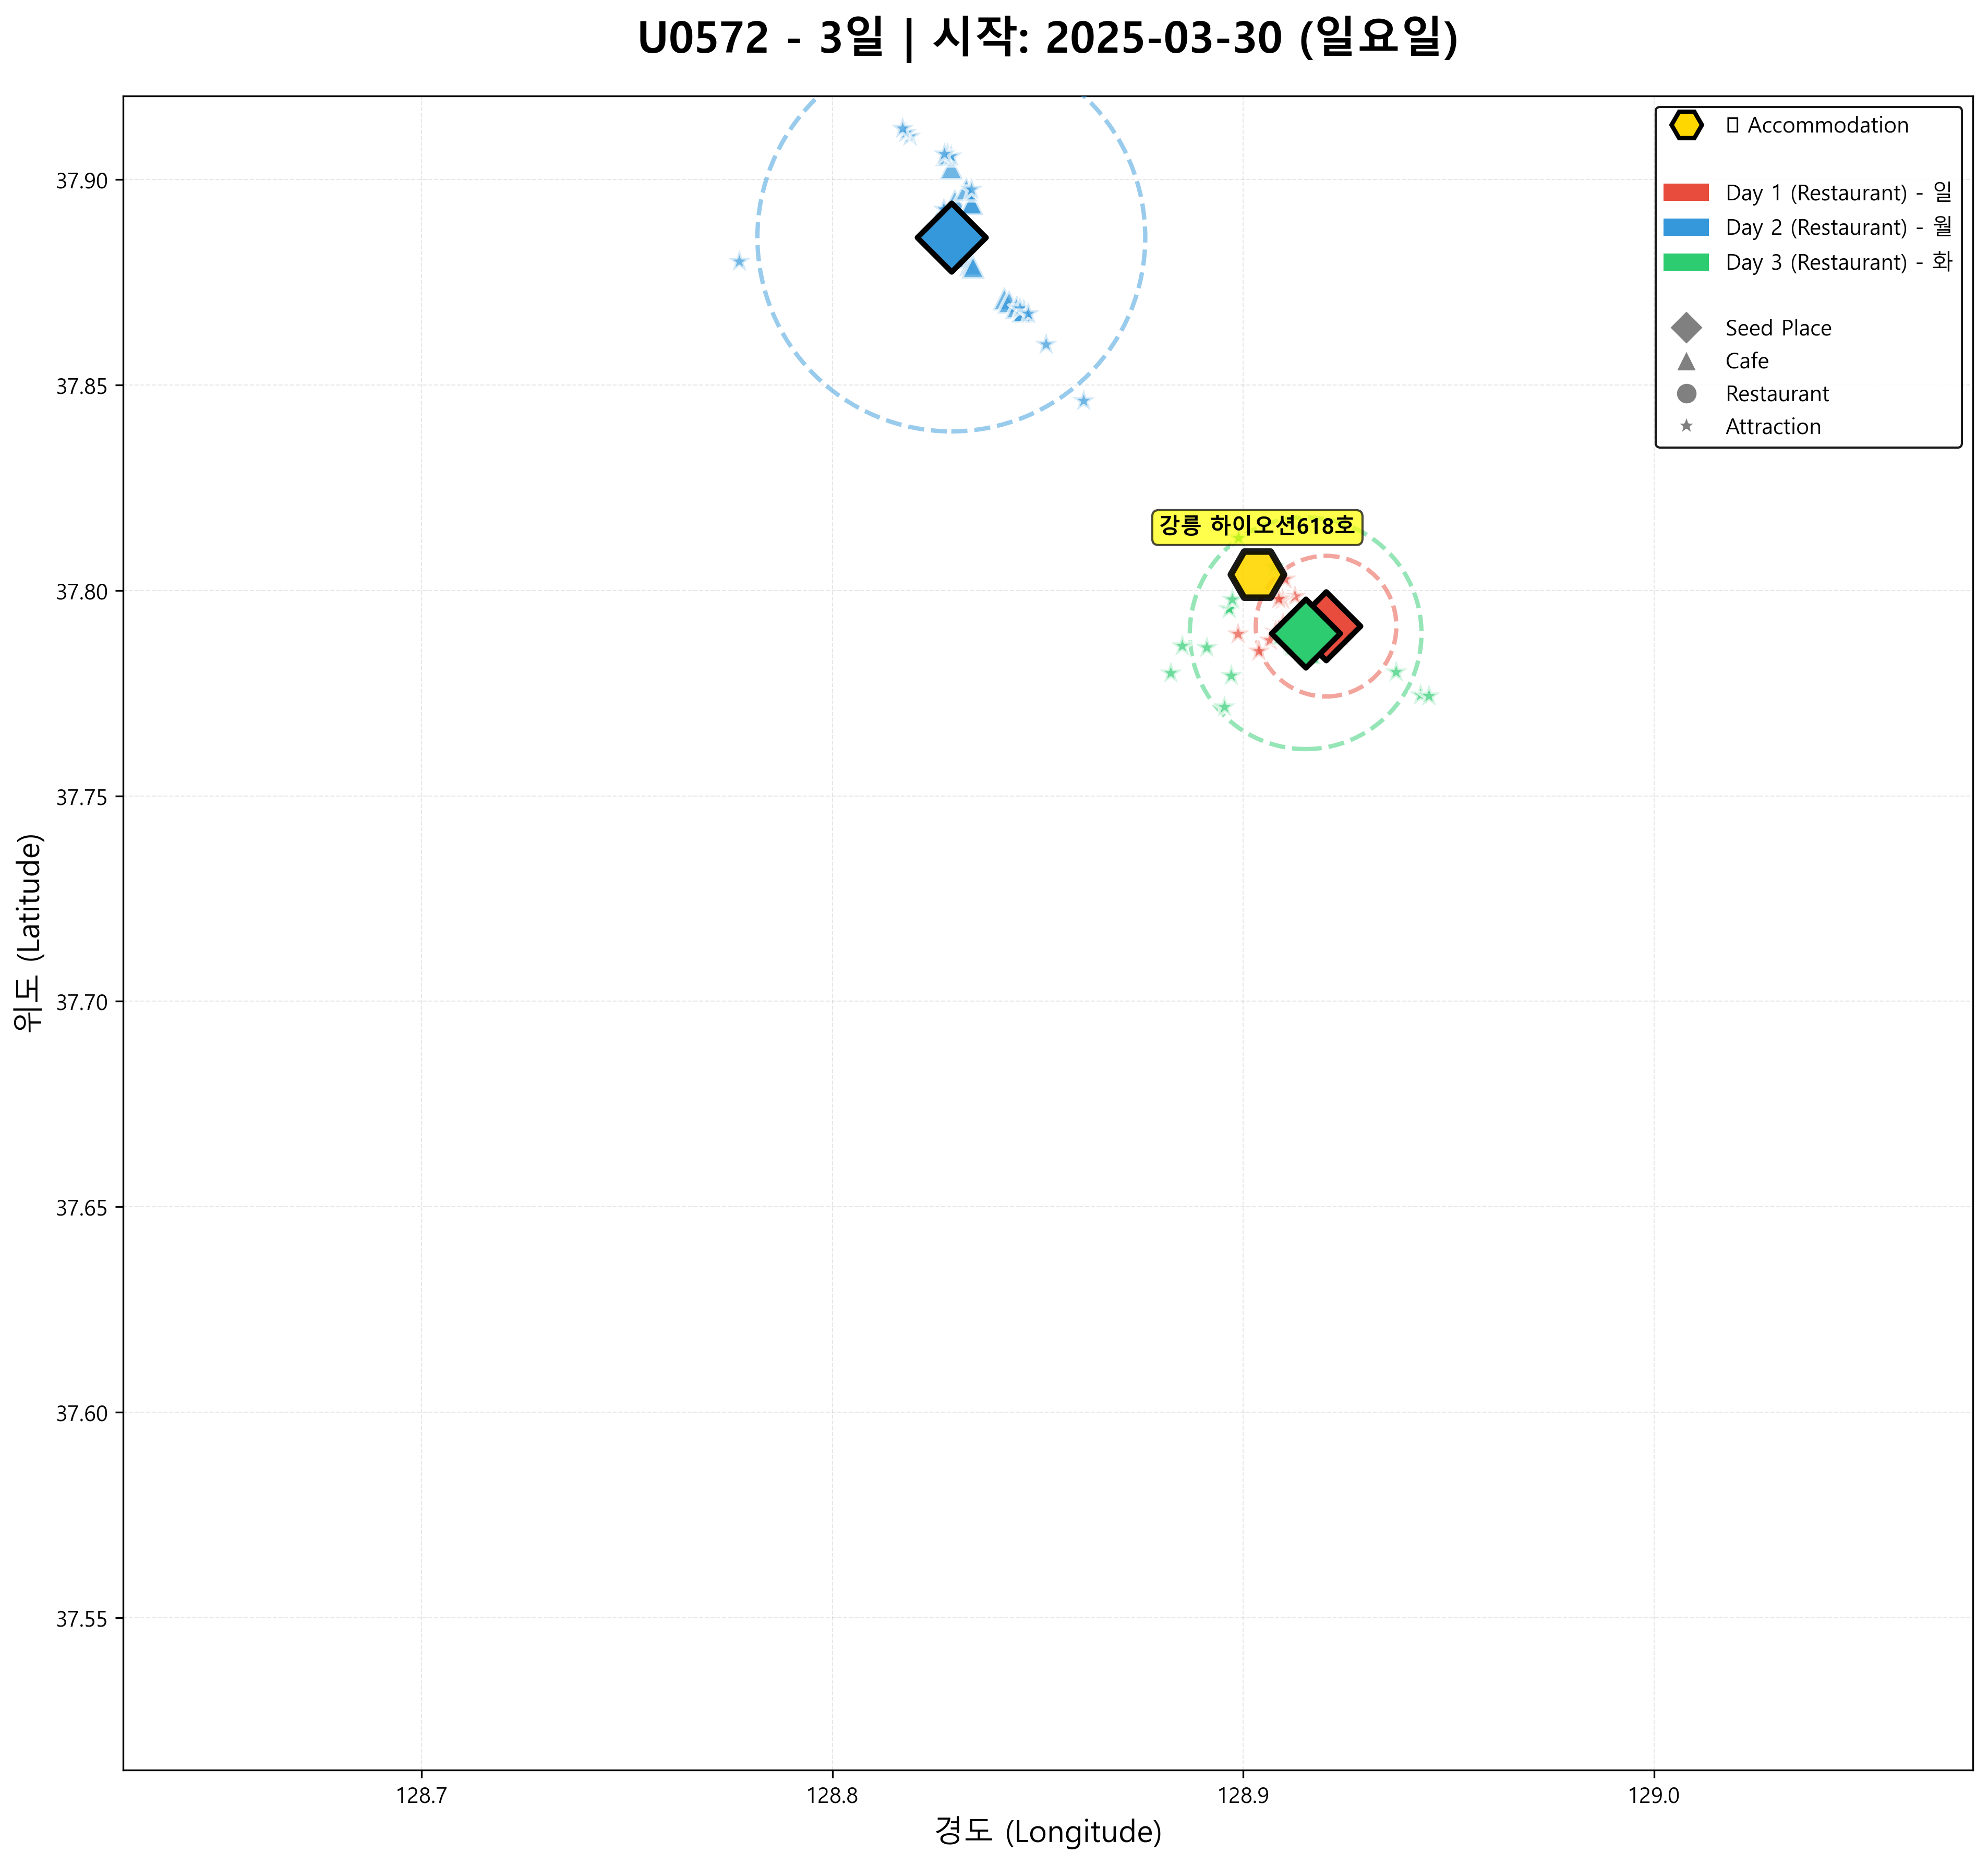 U0572 - 3일 | 시작: 2025-03-30 (일요일)
Accommodation
Day 1 (Restaurant) - 일
Day 2 (Restaurant) - 월
Day 3 (Restaurant) - 화
Seed Place
Cafe
Restaurant
Attraction
강릉 하이오션618호
위도 (Latitude)
37.90
37.85
37.80
37.75
37.70
37.65
37.60
37.55
128.7
128.8
128.9
129.0
경도 (Longitude)